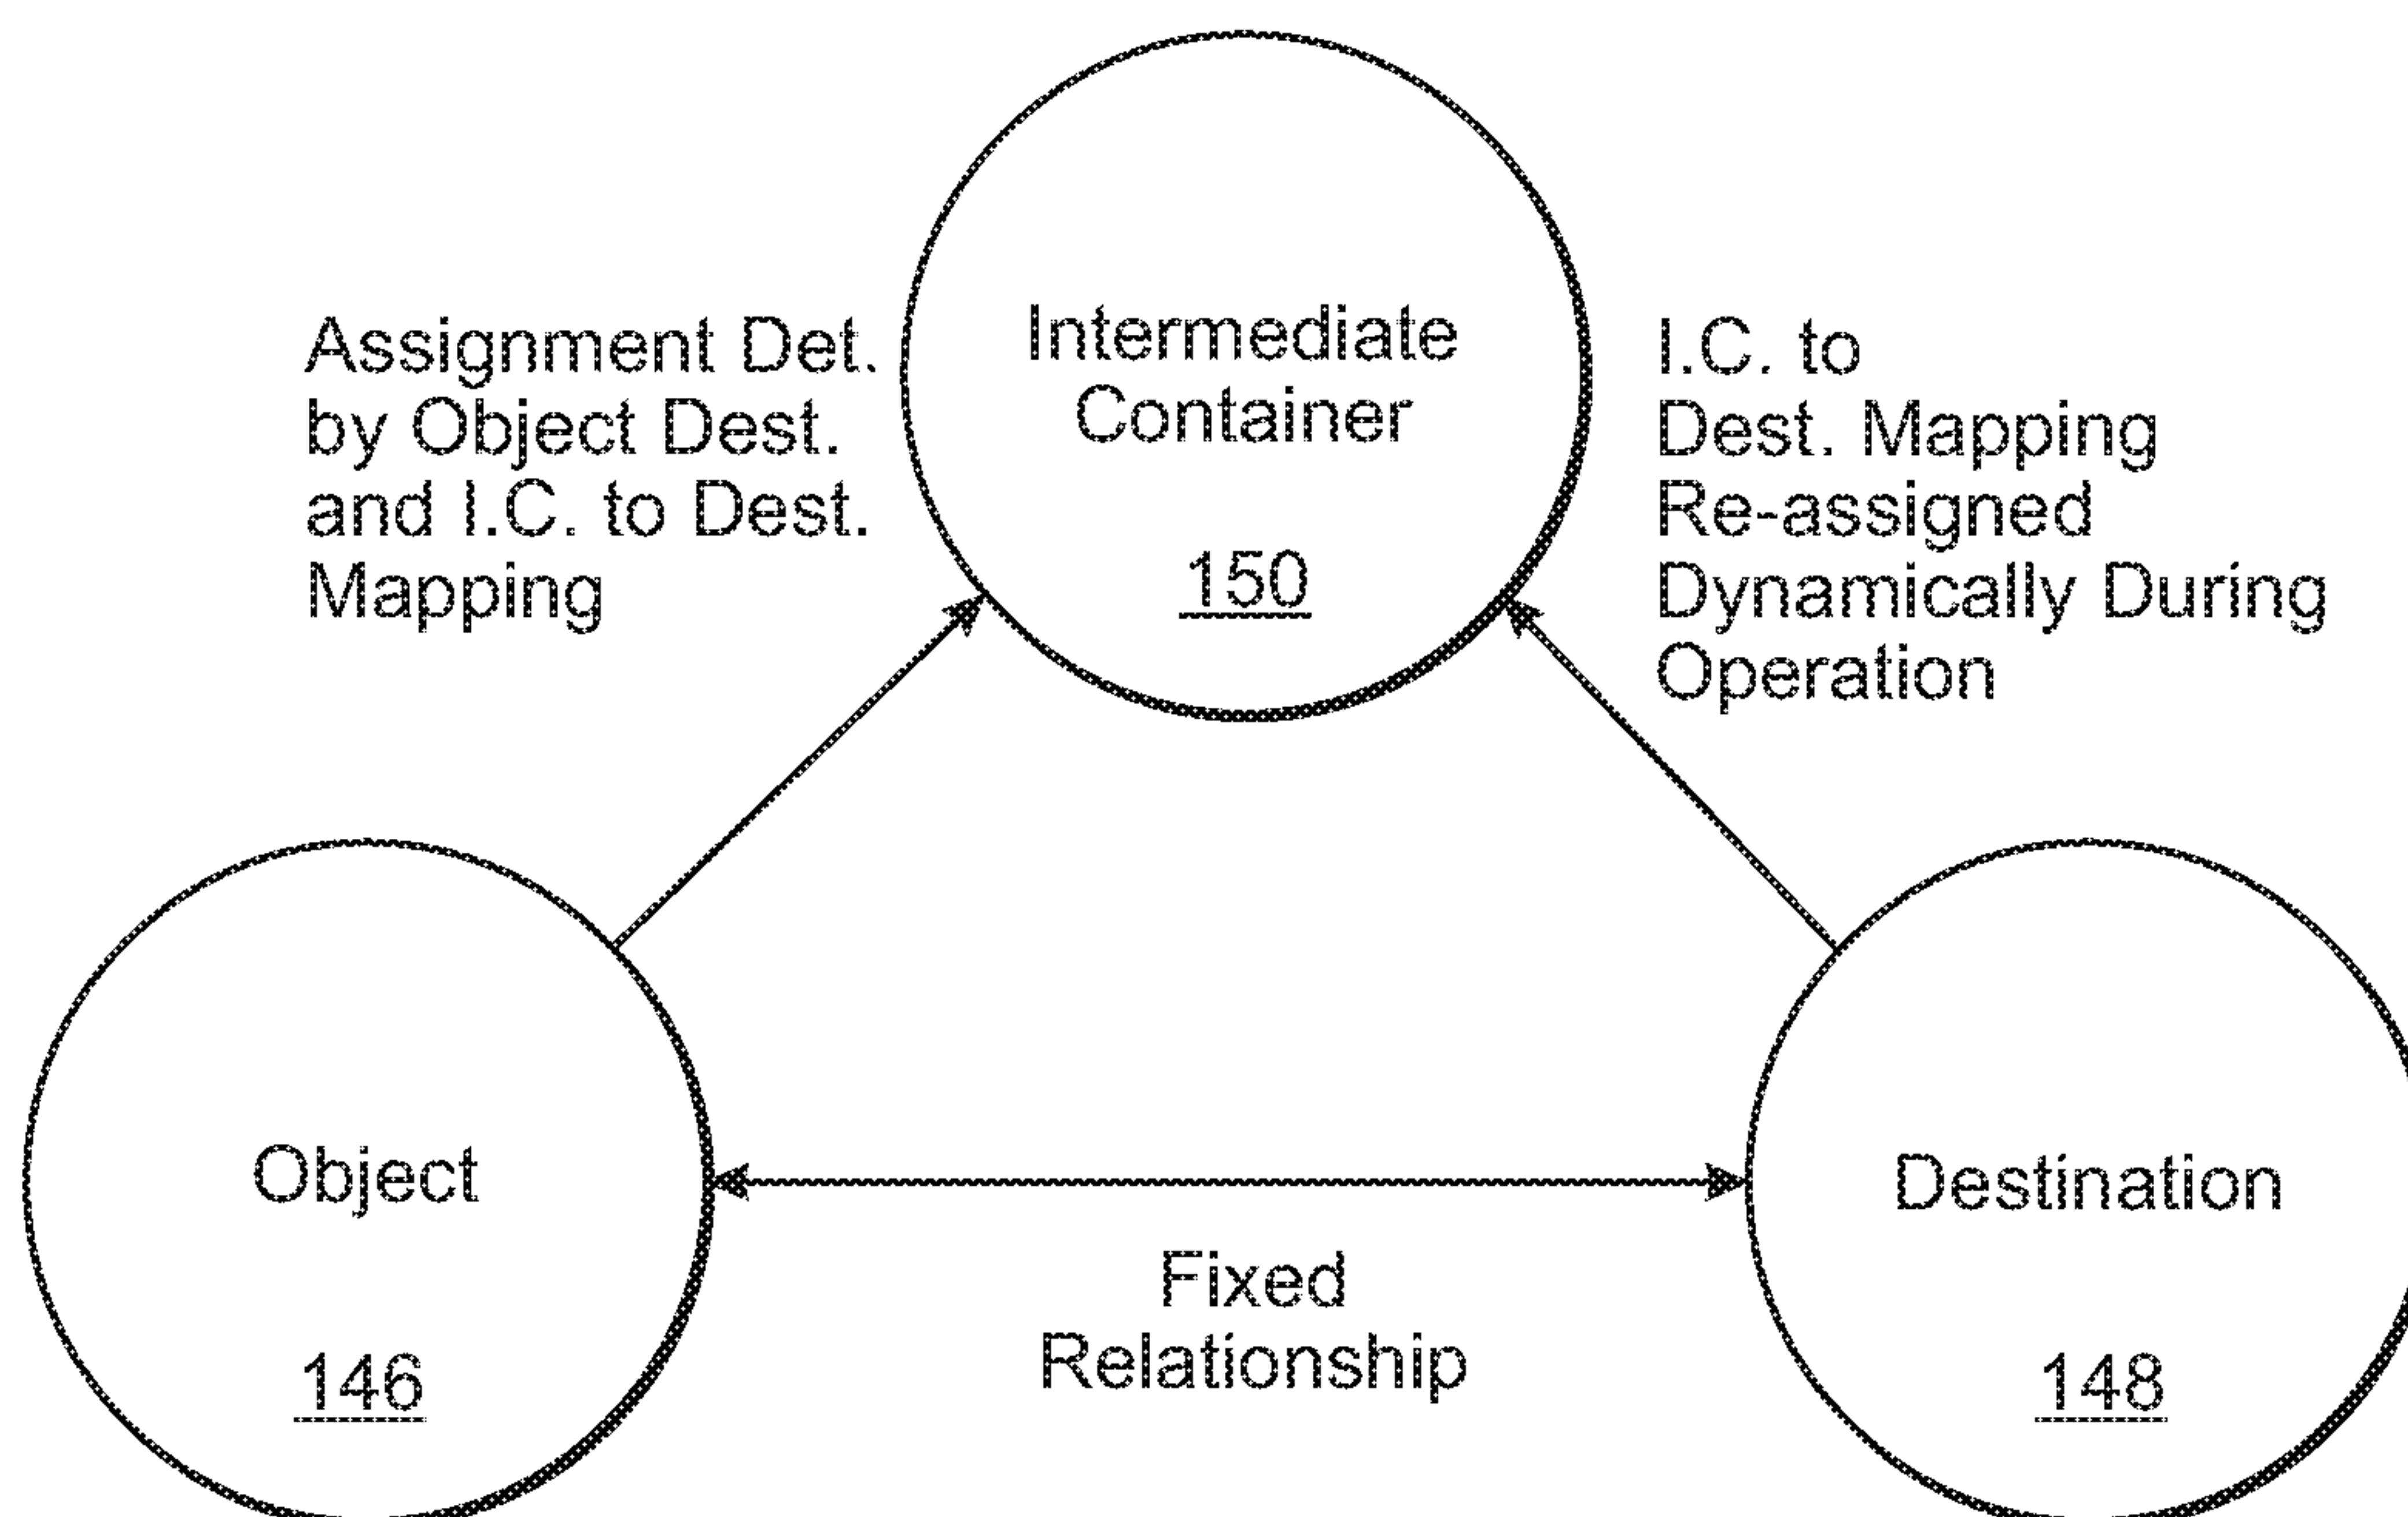 Intermediate
Container
150
Assignment Det.
by Object Dest.
and I.C. to Dest.
Mapping
I.C. to
Dest. Mapping
Re-assigned
Dynamically During
Operation
Object
146
Fixed
Relationship
Destination
148